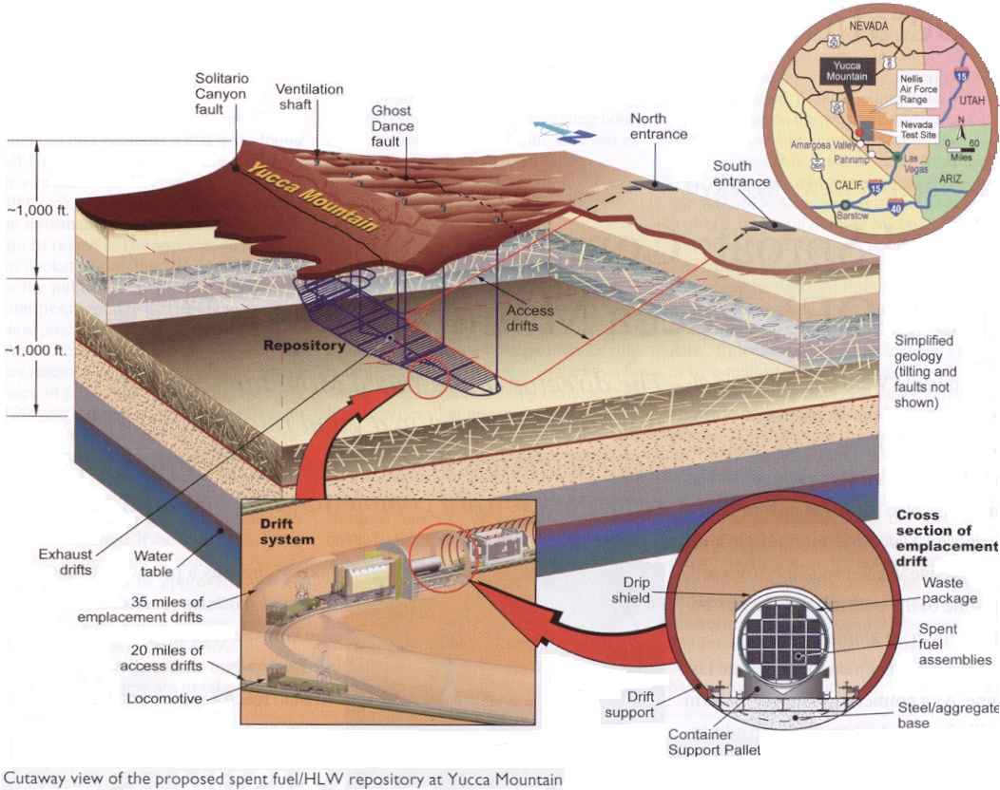 Solitario
Canyon
fault
Ventilation
shaft
Ghost
Dance
fault
N
North
entrance
South
entrance
Yucca Mountain
~1,000 ft.
~1,000 ft.
Access
drifts
Repository
Simplified
geology
(tilting and
faults not
shown)
NEVADA
50
6
95
Yucca
Mountain
Nellis
Air Force
Range
15
UTAH
Nevada
Test Site
N
0 60
Miles
Amargosa Valley
Pahrump
Las
Vegas
395
CALIF.
15
ARIZ.
40
Barstow
Exhaust
drifts
Water
table
Drift
system
35 miles of
emplacement drifts
20 miles of
access drifts
Locomotive
Cross
section of
emplacement
drift
Drip
shield
Waste
package
Spent
fuel
assemblies
Drift
support
Container
Support Pallet
Steel/aggregate
base
Cutaway view of the proposed spent fuel/HLW repository at Yucca Mountain